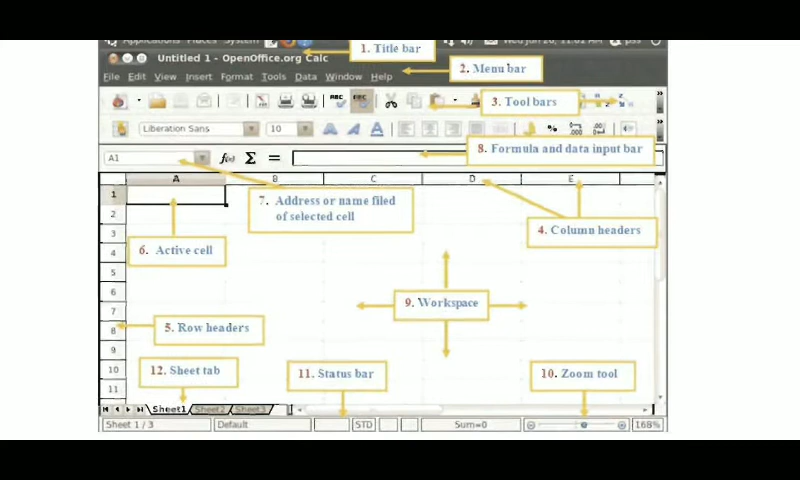 Applications Places System
1. Title bar
Untitled 1 - OpenOffice.org Calc
2. Menu bar
File Edit View Insert Format Tools Data Window Help
3. Tool bars
Liberation Sans 10
8. Formula and data input bar
A1 f(x) Σ =
A B C D E
1
7. Address or name filed
of selected cell
2
4. Column headers
3
6. Active cell
4
5
6
9. Workspace
7
5. Row headers
8
9
12. Sheet tab
11. Status bar
10. Zoom tool
10
11
Sheet1 Sheet2 Sheet3
Sheet 1 / 3 Default STD Sum=0 168%